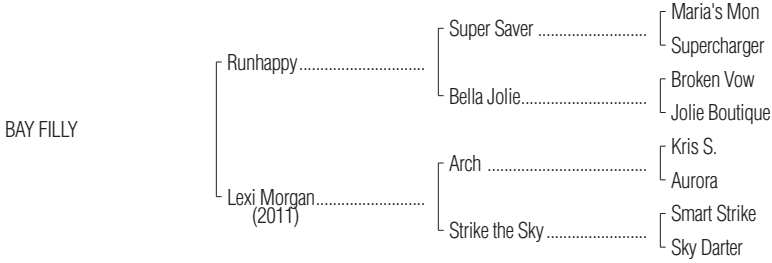 Maria's Mon
Super Saver ..........................
Supercharger
Runhappy..............................
Broken Vow
Bella Jolie..............................
Jolie Boutique
BAY FILLY
Kris S.
Arch ......................................
Aurora
Lexi Morgan..........................
(2011)
Smart Strike
Strike the Sky ........................
Sky Darter